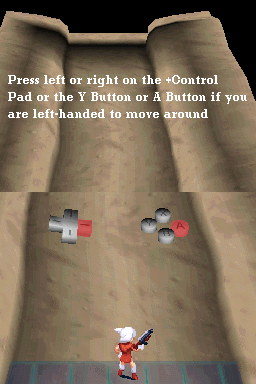 Press left or right on the +Control
Pad or the Y Button or A Button if you
are left-handed to move around
A